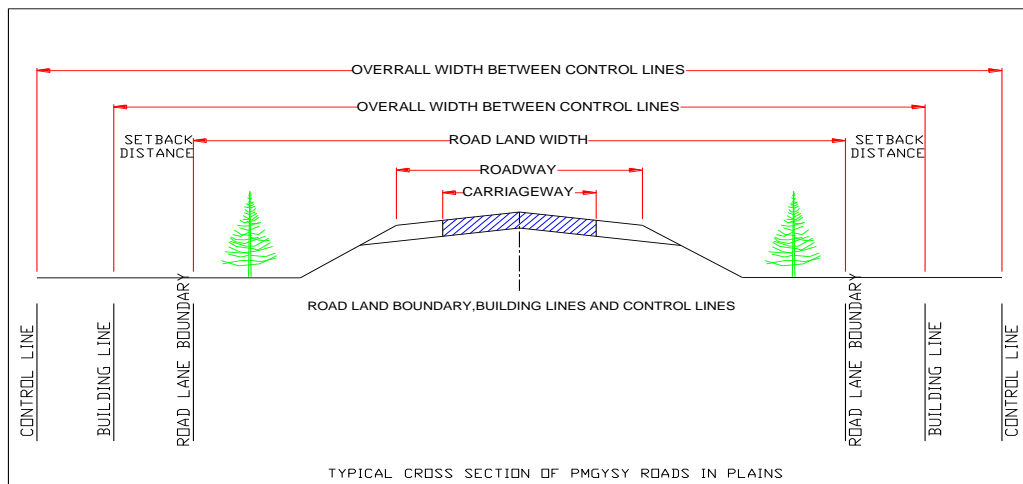 OVERRALL WIDTH BETWEEN CONTROL LINES
OVERALL WIDTH BETWEEN CONTROL LINES
SETBACK
DISTANCE
ROAD LAND WIDTH
SETBACK
DISTANCE
ROADWAY
CARRIAGEWAY
ROAD LAND BOUNDARY,BUILDING LINES AND CONTROL LINES
CONTROL LINE
BUILDING LINE
ROAD LANE BOUNDARY
ROAD LANE BOUNDARY
BUILDING LINE
CONTROL LINE
TYPICAL CROSS SECTION OF PMGYSY ROADS IN PLAINS